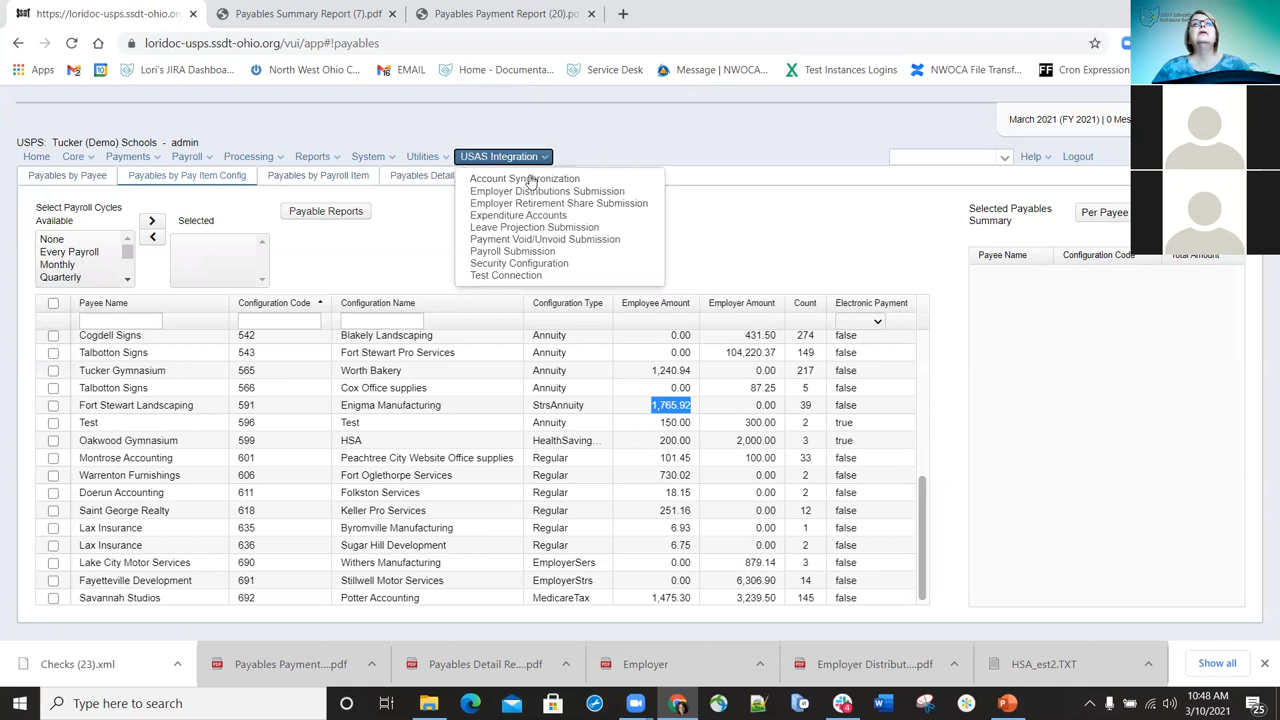 https://loridoc-usps.ssdt-ohio.org/
Payables Summary Report (7).pdf
Payables Payment Report (20).pdf
loridoc-usps.ssdt-ohio.org/vui/app#!payables
Apps
Lori's JIRA Dashboa...
North West Ohio C...
EMAIL
Home - Documenta...
Service Desk
Message | NWOCA...
Test Instances Logins
NWOCA File Transf...
Cron Expression
March 2021 (FY 2021) | 0 Mes
USPS: Tucker (Demo) Schools - admin
Home Core Payments Payroll Processing Reports System Utilities USAS Integration Help Logout
Payables by Payee Payables by Pay Item Config Payables by Payroll Item Payables Detail
Account Synchronization
Employer Distributions Submission
Employer Retirement Share Submission
Expenditure Accounts
Leave Projection Submission
Payment Void/Unvoid Submission
Payroll Submission
Security Configuration
Test Connection
Select Payroll Cycles
Available Selected
Payable Reports
None
Every Payroll
Monthly
Quarterly
Selected Payables
Summary
Per Payee
Payee Name Configuration Code Total Amount
Payee Name Configuration Code Configuration Name Configuration Type Employee Amount Employer Amount Count Electronic Payment
Cogdell Signs 542 Blakely Landscaping Annuity 0.00 431.50 274 false
Talbotton Signs 543 Fort Stewart Pro Services Annuity 0.00 104,220.37 149 false
Tucker Gymnasium 565 Worth Bakery Annuity 1,240.94 0.00 217 false
Talbotton Signs 566 Cox Office supplies Annuity 0.00 87.25 5 false
Fort Stewart Landscaping 591 Enigma Manufacturing StrsAnnuity 1,765.92 0.00 39 false
Test 596 Test Annuity 150.00 300.00 2 true
Oakwood Gymnasium 599 HSA HealthSaving... 200.00 2,000.00 3 true
Montrose Accounting 601 Peachtree City Website Office supplies Regular 101.45 100.00 33 false
Warrenton Furnishings 606 Fort Oglethorpe Services Regular 730.02 0.00 2 false
Doerun Accounting 611 Folkston Services Regular 18.15 0.00 2 false
Saint George Realty 618 Keller Pro Services Regular 251.16 0.00 12 false
Lax Insurance 635 Byromville Manufacturing Regular 6.93 0.00 1 false
Lax Insurance 636 Sugar Hill Development Regular 6.75 0.00 2 false
Lake City Motor Services 690 Withers Manufacturing EmployerSers 0.00 879.14 3 false
Fayetteville Development 691 Stillwell Motor Services EmployerStrs 0.00 6,306.90 14 false
Savannah Studios 692 Potter Accounting MedicareTax 1,475.30 3,239.50 145 false
Checks (23).xml
Payables Payment....pdf
Payables Detail Re....pdf
Employer
Employer Distribut....pdf
HSA_est2.TXT
Show all
Type here to search
10:48 AM
3/10/2021
25